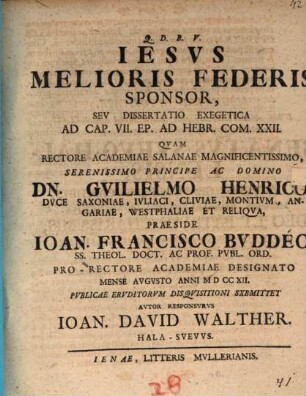 Q. D. B. V.
IESVS
MELIORIS FEDERIS
SPONSOR,
SEV DISSERTATIO EXEGETICA
AD CAP. VII. EP. AD HEBR. COM. XXII.
QVAM
RECTORE ACADEMIAE SALANAE MAGNIFICENTISSIMO,
SERENISSIMO PRINCIPE AC DOMINO
DN. GVILIELMO HENRICO
DVCE SAXONIAE, IVLIACI, CLIVIAE, MONTIVM, AN-
GARIAE, WESTPHALIAE ET RELIQVA,
PRAESIDE
IOAN. FRANCISCO BVDDEO
SS. THEOL. DOCT. AC PROF. PVBL. ORD.
PRO-RECTORE ACADEMIAE DESIGNATO
MENSE AVGVSTO ANNI M D CC XII.
PVBLICAE ERVDITORVM DISQVISITIONI SVBMITTET
AVTOR RESPONSVRVS
IOAN. DAVID WALTHER.
HALA-SVEVVS.
IENAE, LITTERIS MVLLERIANIS.
28